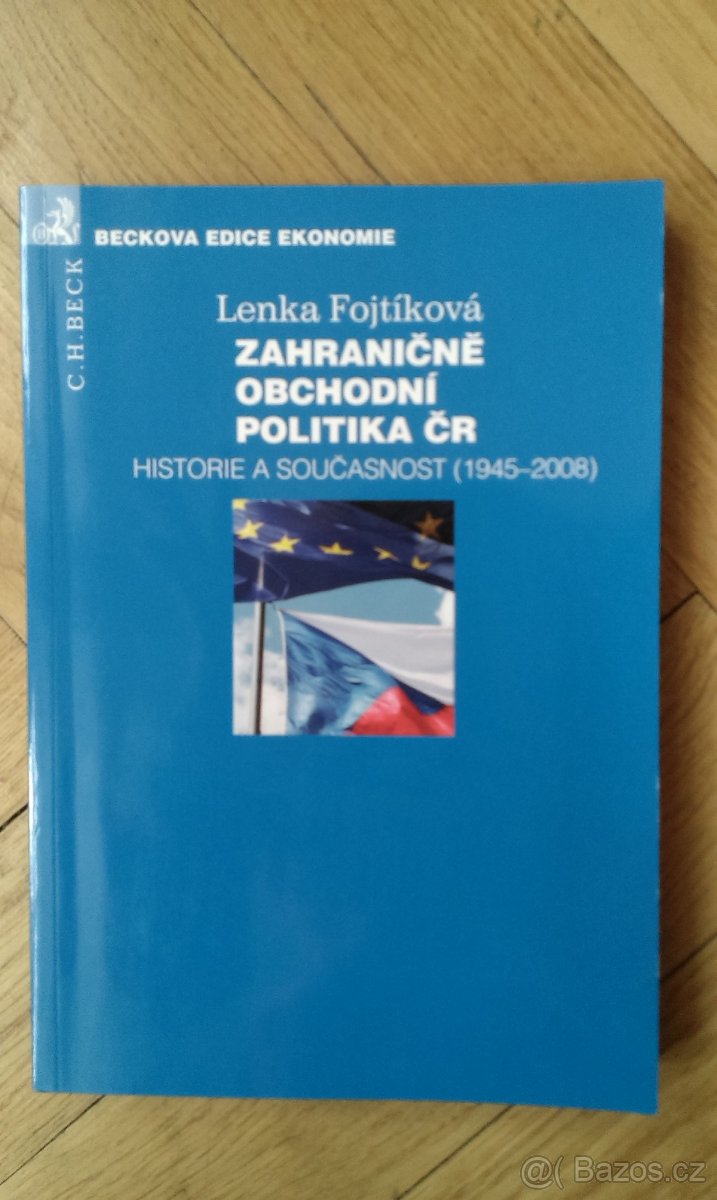 BECKOVA EDICE EKONOMIE
C.H.BECK
Lenka Fojtíková
ZAHRANIČNĚ
OBCHODNÍ
POLITIKA ČR
HISTORIE A SOUČASNOST (1945–2008)
@( Bazos.cz